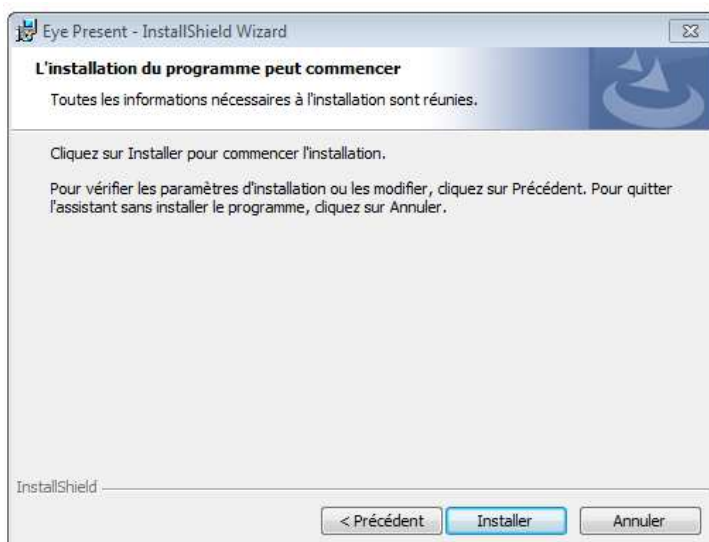 Eye Present - InstallShield Wizard
L'installation du programme peut commencer
Toutes les informations nécessaires à l'installation sont réunies.
Cliquez sur Installer pour commencer l'installation.
Pour vérifier les paramètres d'installation ou les modifier, cliquez sur Précédent. Pour quitter
l'assistant sans installer le programme, cliquez sur Annuler.
InstallShield
< Précédent
Installer
Annuler